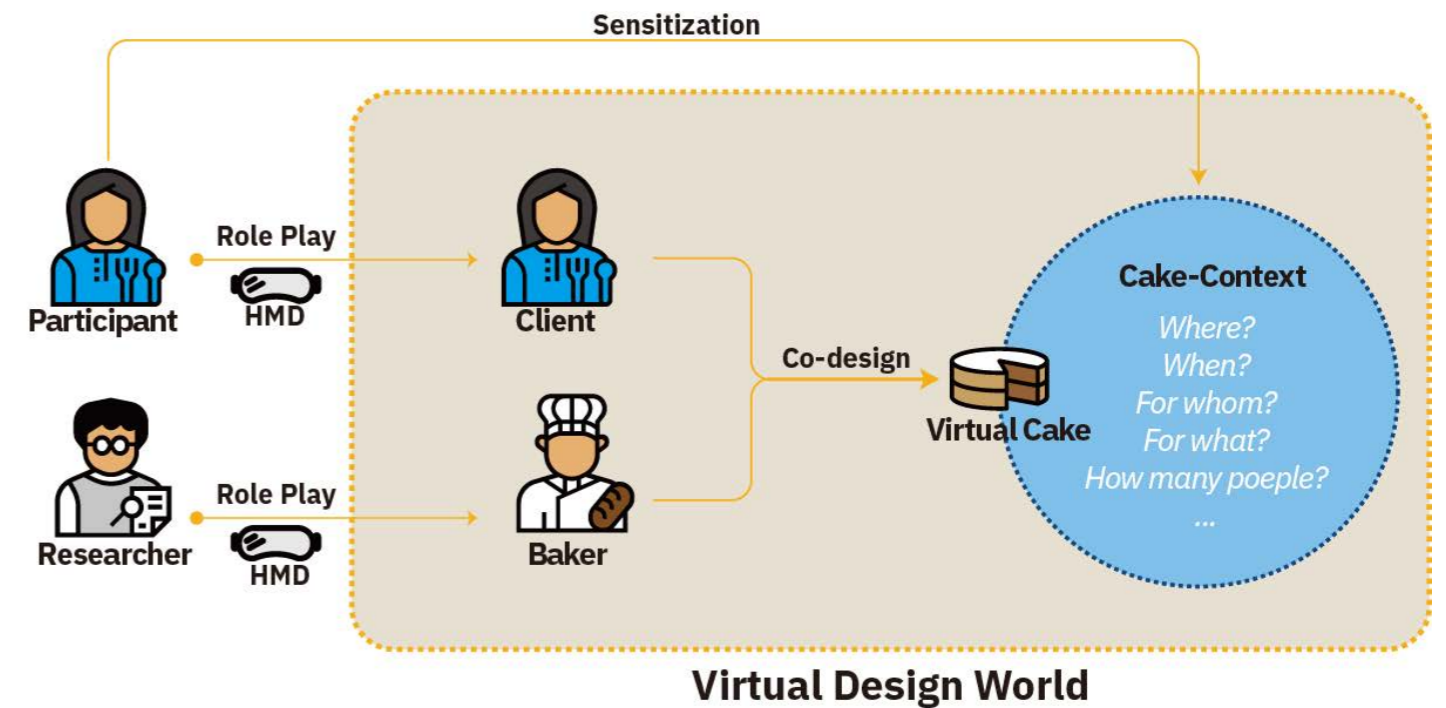 Sensitization
Role Play
HMD
Participant
Client
Co-design
Virtual Cake
Cake-Context
Where?
When?
For whom?
For what?
How many poeple?
...
Role Play
HMD
Researcher
Baker
Virtual Design World